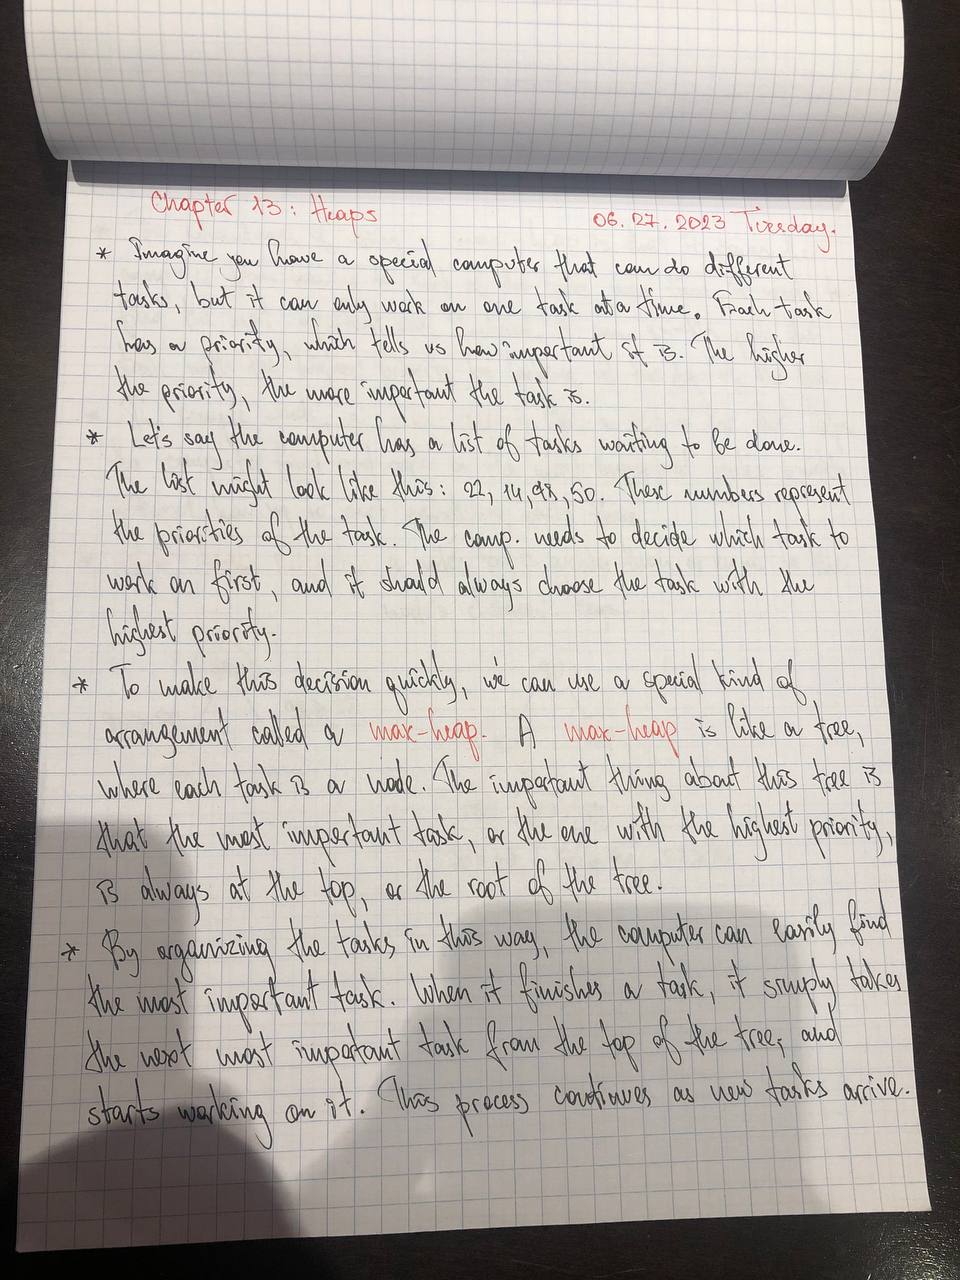 Chapter 13: Heaps
06.27.2023 Tuesday.
* Imagine you have a special computer that can do different
tasks, but it can only work on one task at a time. Each task
has a priority, which tells us how important it is. The higher
the priority, the more important the task is.
* Let's say the computer has a list of tasks waiting to be done.
The list might look like this: 22, 14, 98, 50. These numbers represent
the priorities of the task. The comp. needs to decide which task to
work on first, and it should always choose the task with the
highest priority.
* To make this decision quickly, we can use a special kind of
arrangement called a max-heap. A max-heap is like a tree,
where each task is a node. The important thing about this tree is
that the most important task, or the one with the highest priority,
is always at the top, or the root of the tree.
* By organizing the tasks in this way, the computer can easily find
the most important task. When it finishes a task, it simply takes
the next most important task from the top of the tree, and
starts working on it. This process continues as new tasks arrive.